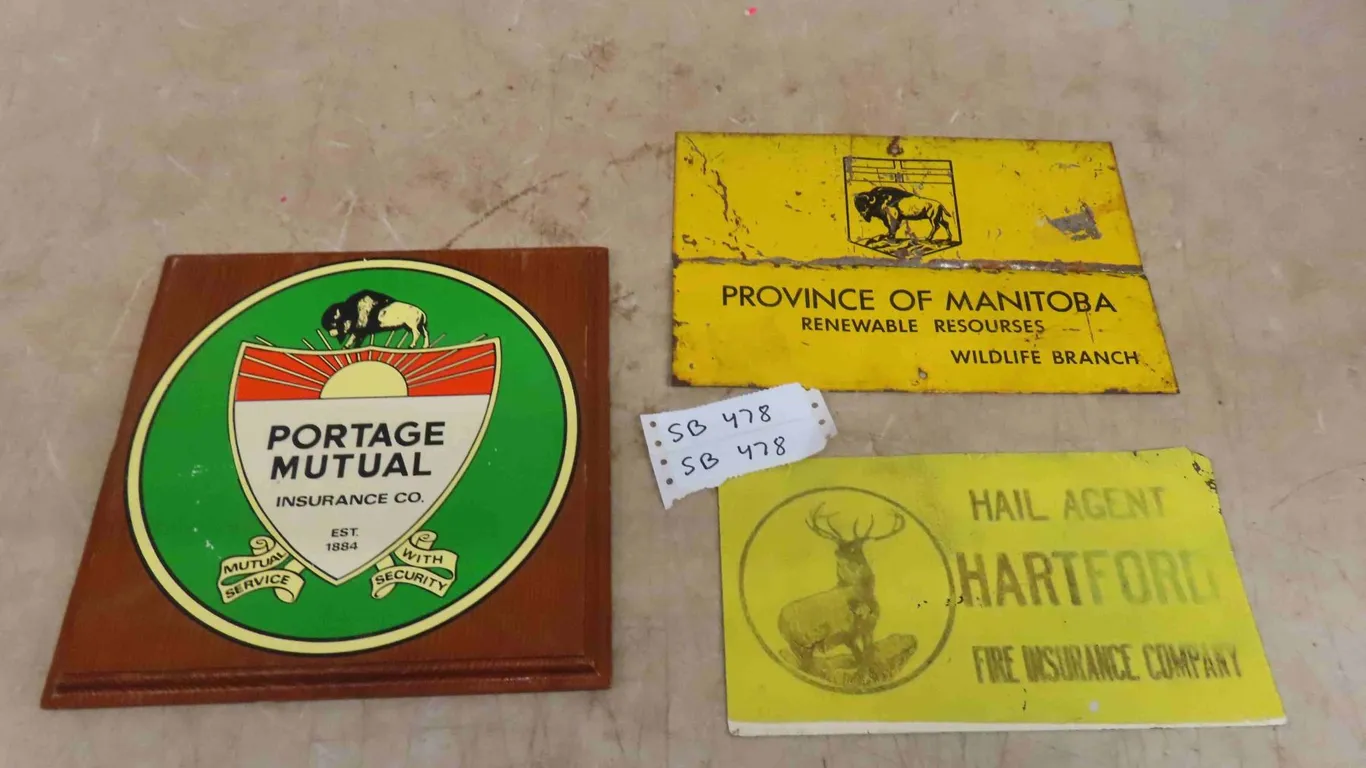 PORTAGE
MUTUAL
INSURANCE CO.
EST.
1884
MUTUAL
SERVICE
WITH
SECURITY
PROVINCE OF MANITOBA
RENEWABLE RESOURSES
WILDLIFE BRANCH
SB 478
SB 478
HAIL AGENT
HARTFORD
FIRE INSURANCE COMPANY